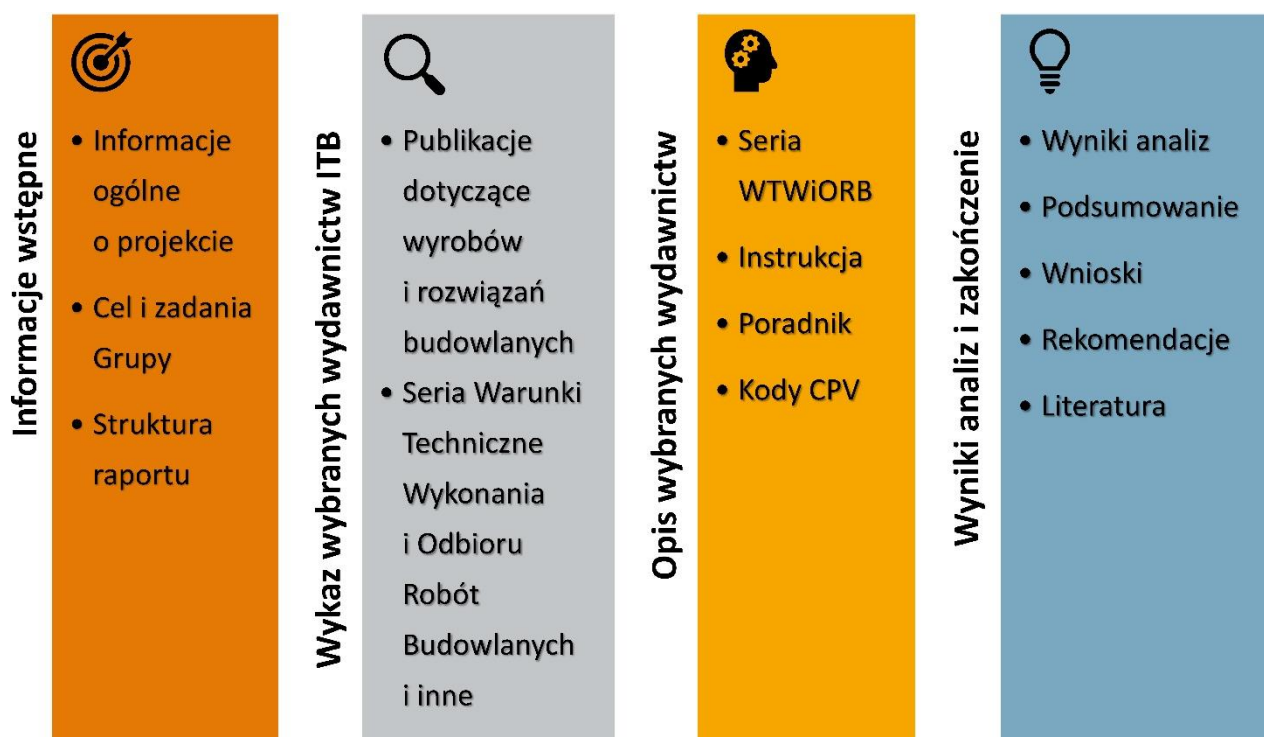 Informacje wstępne
• Informacje
ogólne
o projekcie
• Cel i zadania
Grupy
• Struktura
raportu
Wykaz wybranych wydawnictw ITB
• Publikacje
dotyczące
wyrobów
i rozwiązań
budowlanych
• Seria Warunki
Techniczne
Wykonania
i Odbioru
Robót
Budowlanych
i inne
Opis wybranych wydawnictw
• Seria
WTWiORB
• Instrukcja
• Poradnik
• Kody CPV
Wyniki analiz i zakończenie
• Wyniki analiz
• Podsumowanie
• Wnioski
• Rekomendacje
• Literatura